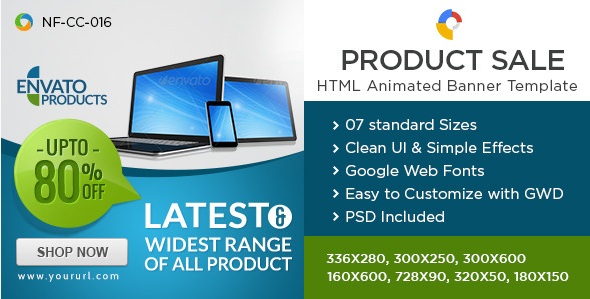 NF-CC-016
ENVATO
PRODUCTS
envato
- UPTO -
80%
OFF
LATEST &
WIDEST RANGE
OF ALL PRODUCT
SHOP NOW
www.yoururl.com
PRODUCT SALE
HTML Animated Banner Template
> 07 standard Sizes
> Clean UI & Simple Effects
> Google Web Fonts
> Easy to Customize with GWD
> PSD Included
336X280, 300X250, 300X600
160X600, 728X90, 320X50, 180X150